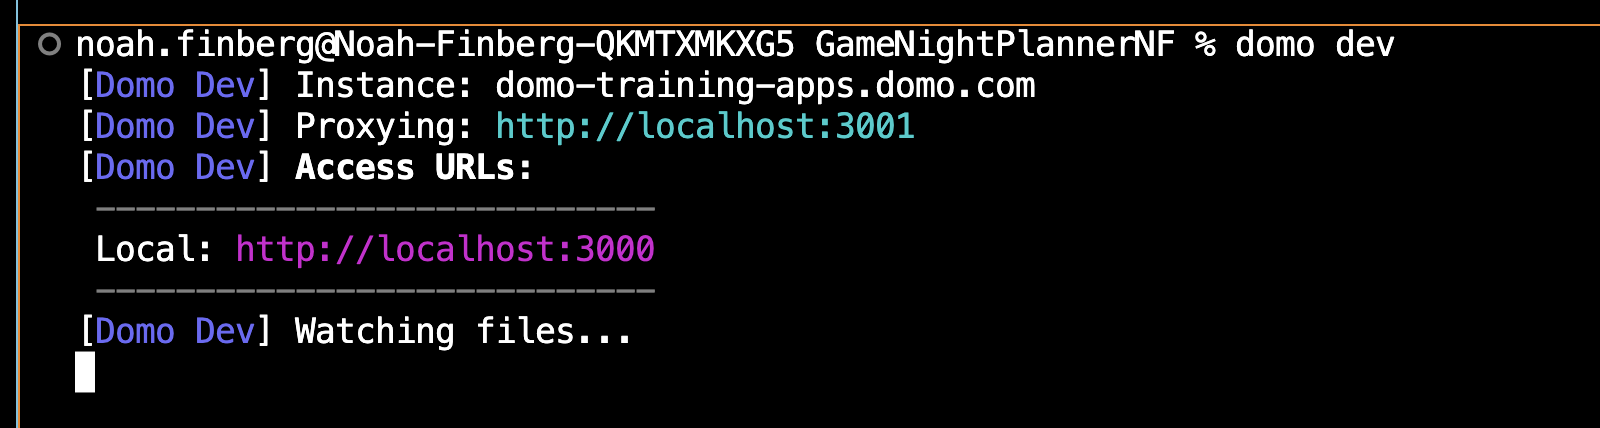 noah.finberg@Noah-Finberg-QKMTXMKXG5 GameNightPlannerNF % domo dev
[Domo Dev] Instance: domo-training-apps.domo.com
[Domo Dev] Proxying: http://localhost:3001
[Domo Dev] Access URLs:
----------------------------
Local: http://localhost:3000
----------------------------
[Domo Dev] Watching files...